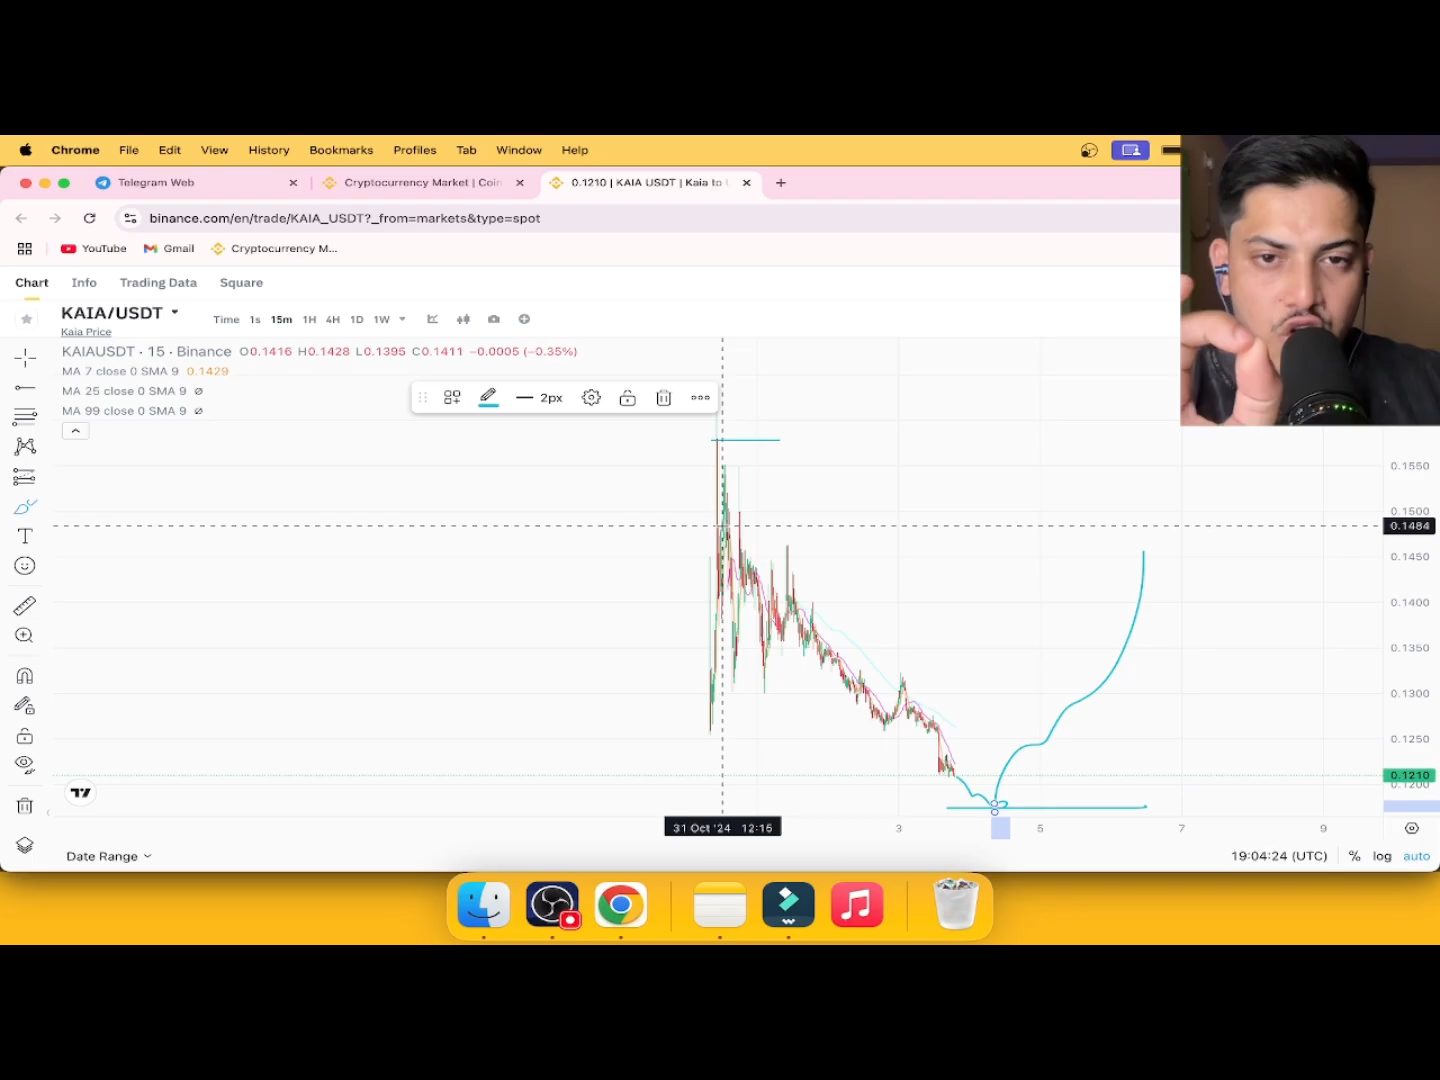 Chrome File Edit View History Bookmarks Profiles Tab Window Help
Telegram Web Cryptocurrency Market | Coin 0.1210 | KAIA USDT | Kaia to
binance.com/en/trade/KAIA_USDT?_from=markets&type=spot
YouTube Gmail Cryptocurrency M...
Chart Info Trading Data Square
KAIA/USDT Time 1s 15m 1H 4H 1D 1W
Kaia Price
KAIAUSDT · 15 · Binance O0.1416 H0.1428 L0.1395 C0.1411 −0.0005 (−0.35%)
MA 7 close 0 SMA 9 0.1429
MA 25 close 0 SMA 9 ∅
MA 99 close 0 SMA 9 ∅
2px
0.1550
0.1500
0.1484
0.1450
0.1400
0.1350
0.1300
0.1250
0.1210
0.1200
31 Oct '24 12:15 3 5 7 9
Date Range 19:04:24 (UTC) % log auto